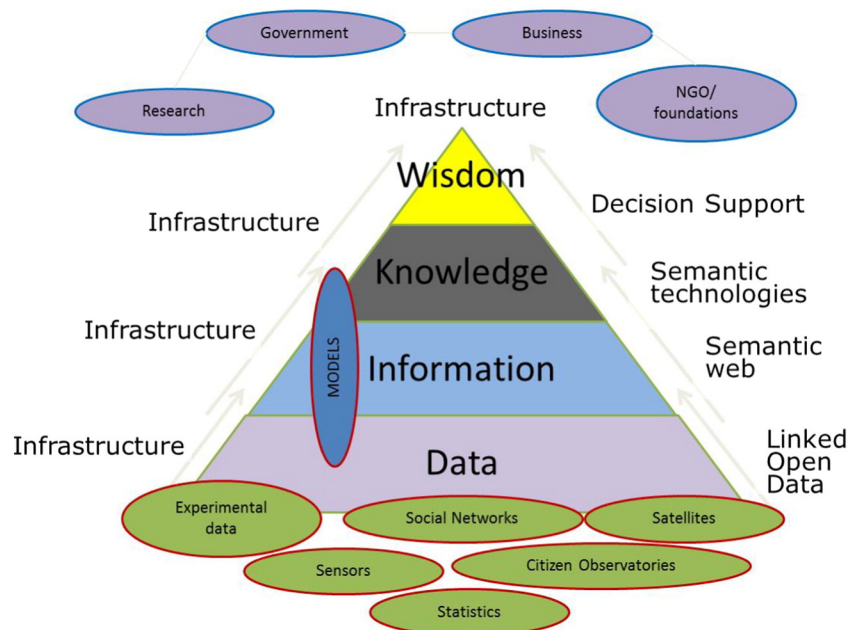 Government
Business
Research
NGO/
foundations
Infrastructure
Wisdom
Infrastructure
Decision Support
Knowledge
Semantic
technologies
Infrastructure
MODELS
Information
Semantic
web
Infrastructure
Data
Linked
Open
Data
Experimental
data
Social Networks
Satellites
Sensors
Citizen Observatories
Statistics